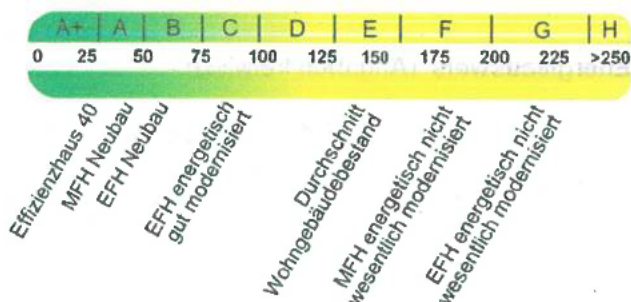 A+ A B C D E F G H
0 25 50 75 100 125 150 175 200 225 >250
Effizienzhaus 40
MFH Neubau
EFH Neubau
EFH energetisch
gut modernisiert
Durchschnitt
Wohngebäudebestand
MFH energetisch nicht
wesentlich modernisiert
EFH energetisch nicht
wesentlich modernisiert